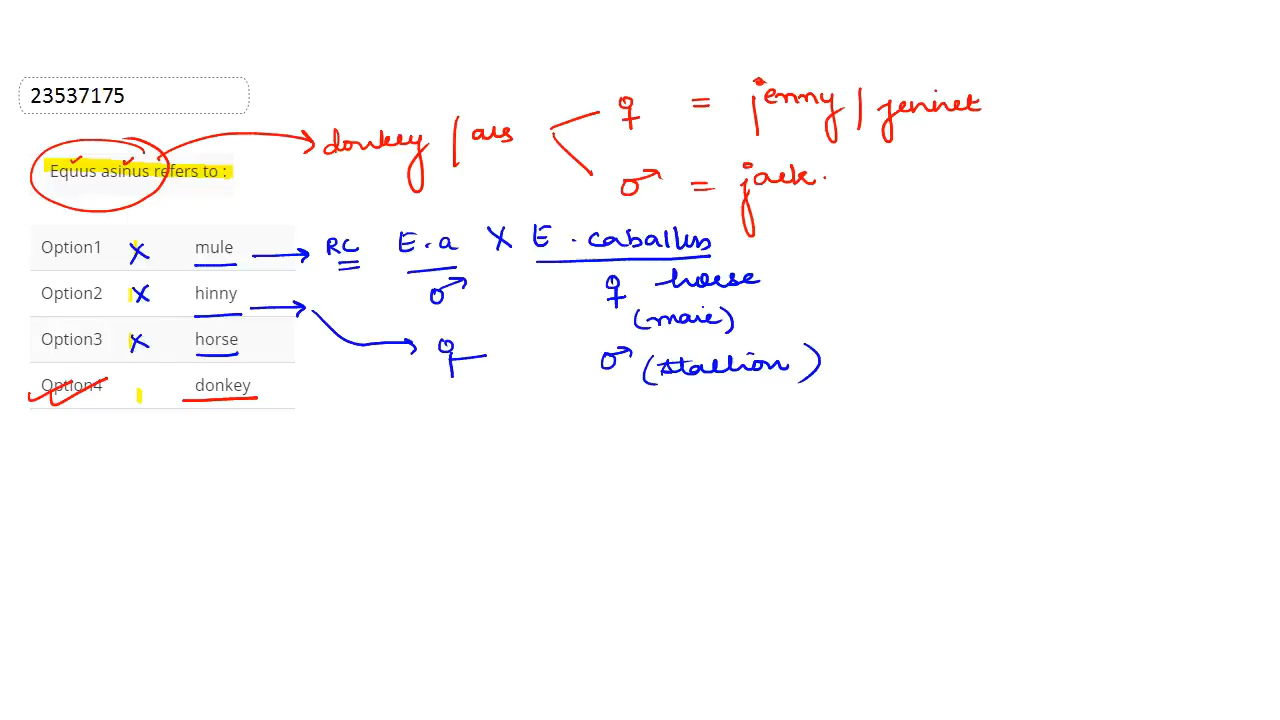 23537175
donkey / ass
♀ = jenny / jennet
♂ = jack.
Equus asinus refers to :
Option1 X mule → RC E.a X E. caballus
♂ ♀ horse
(mare)
Option2 X hinny → ♀ ♂ (stallion)
Option3 X horse
Option4 donkey